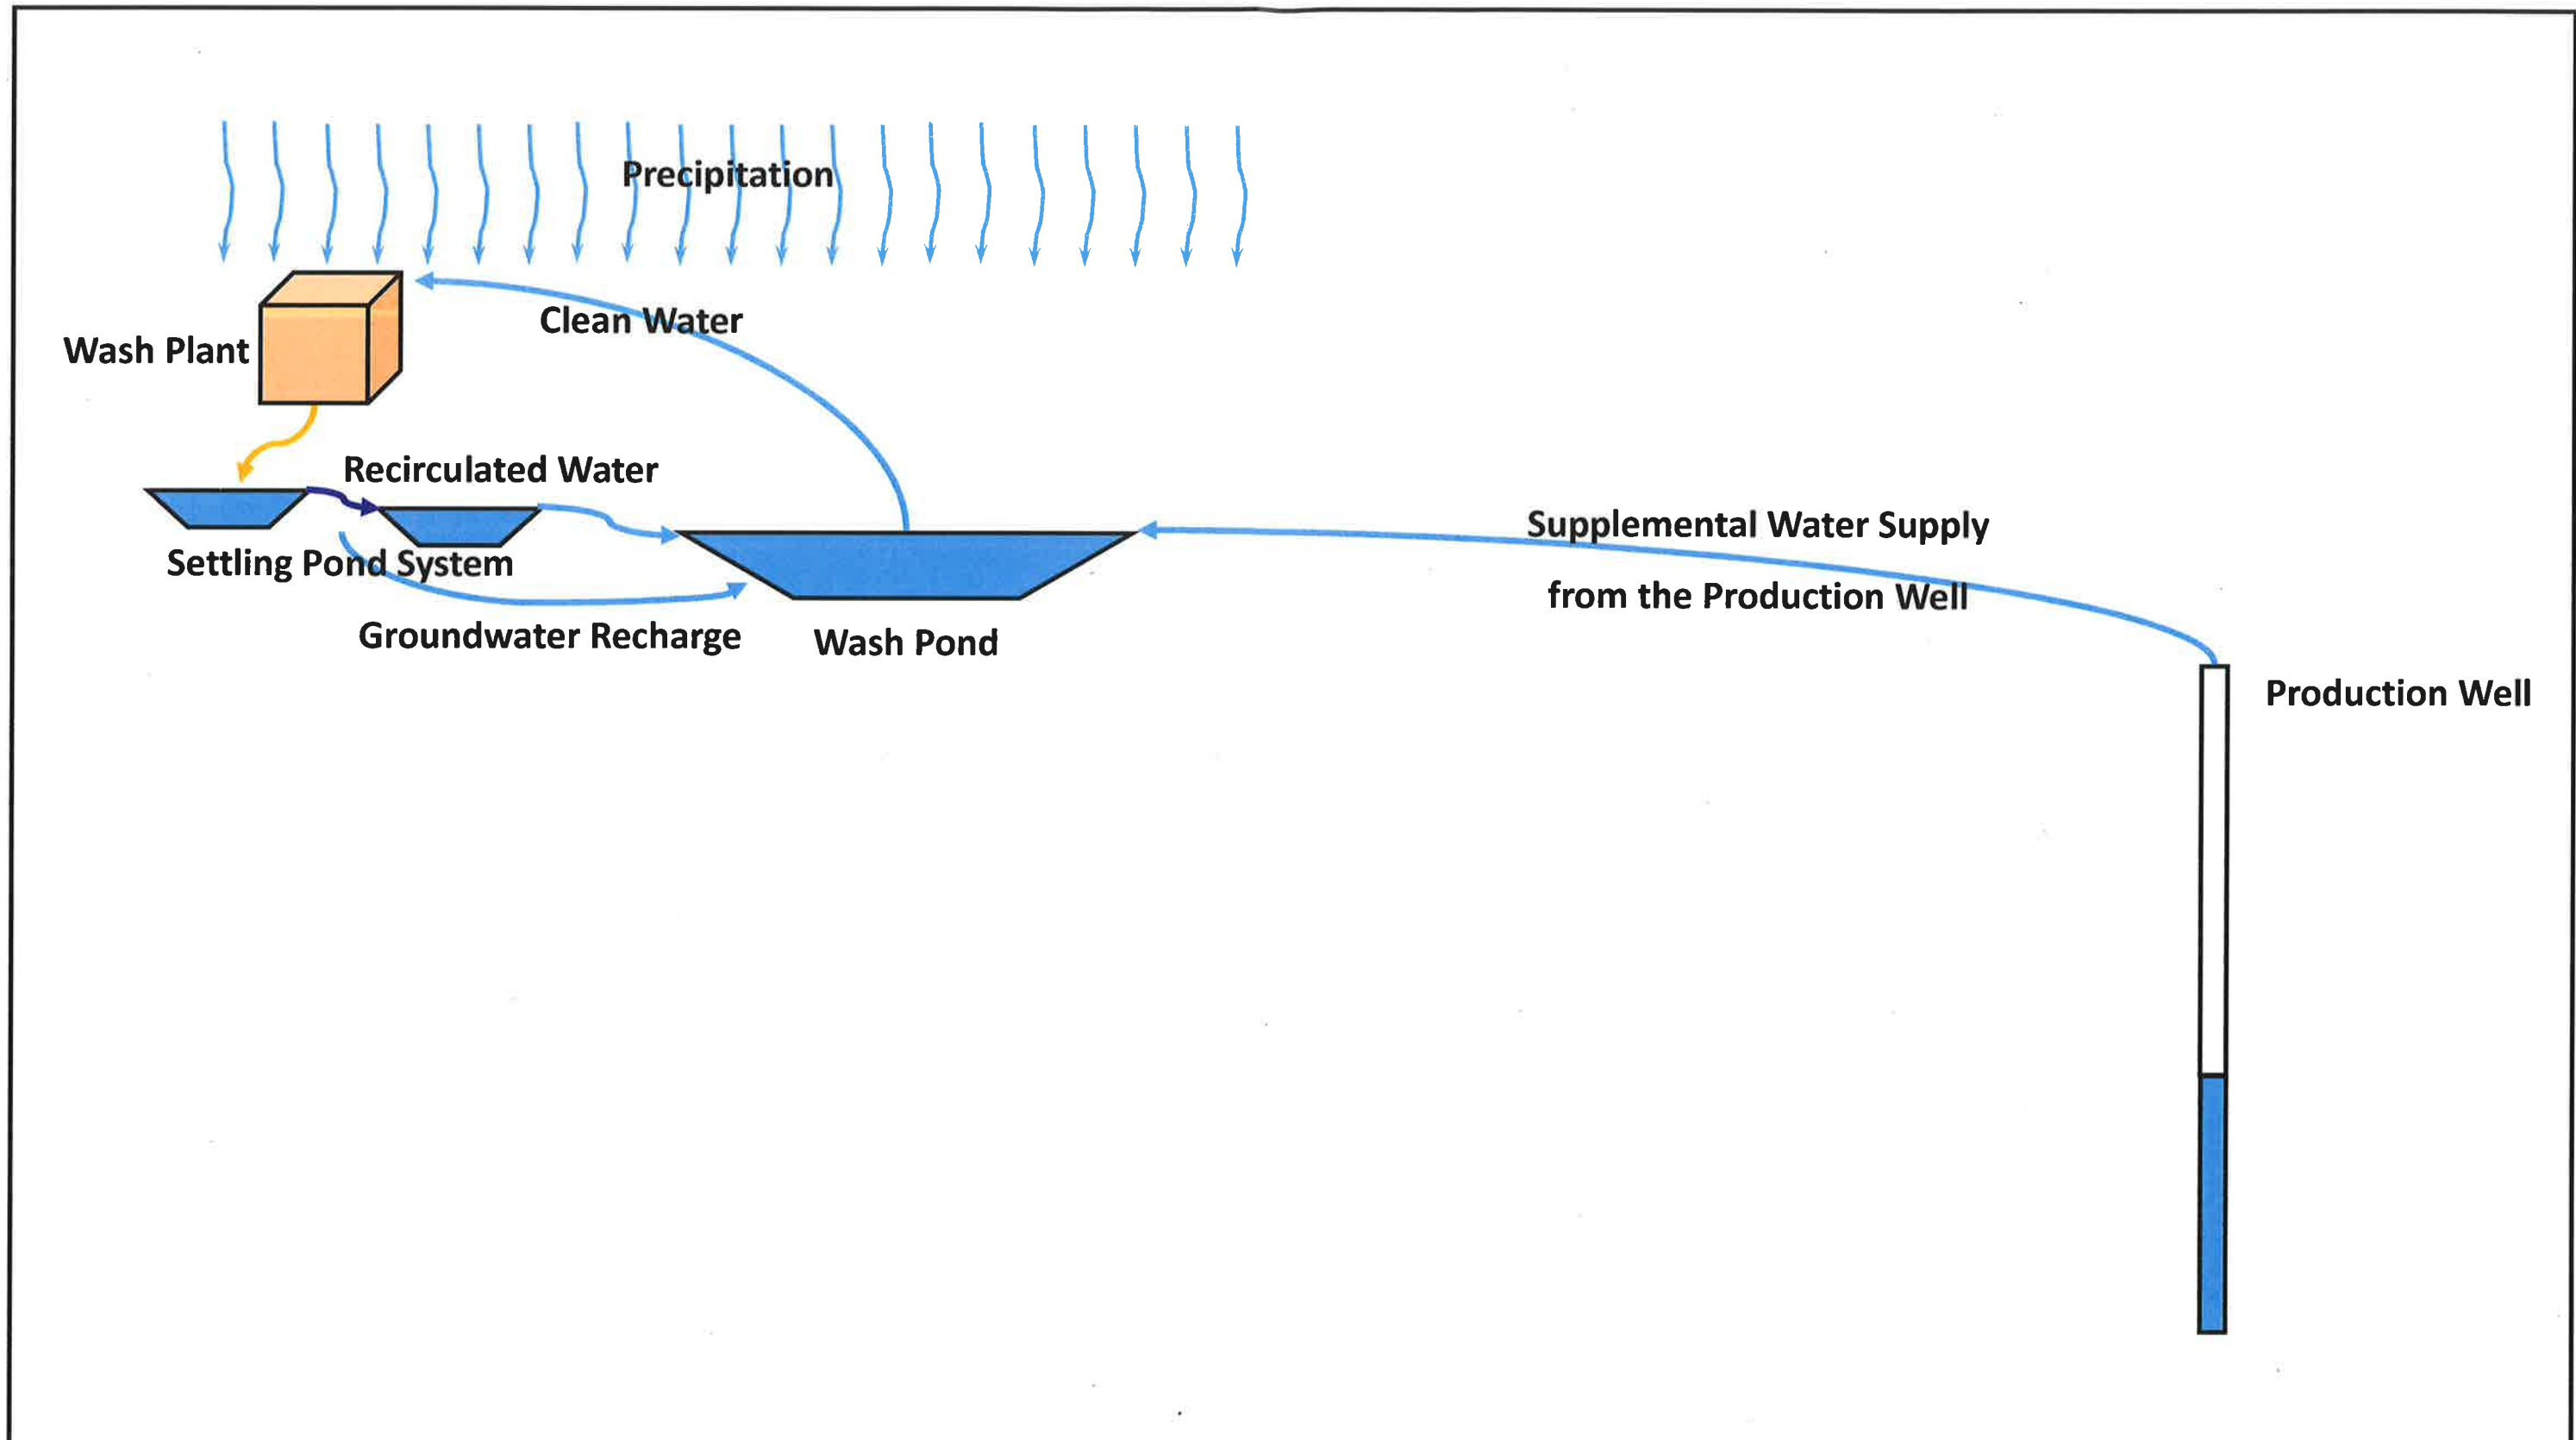 Precipitation
Clean Water
Wash Plant
Recirculated Water
Settling Pond System
Groundwater Recharge
Wash Pond
Supplemental Water Supply
from the Production Well
Production Well